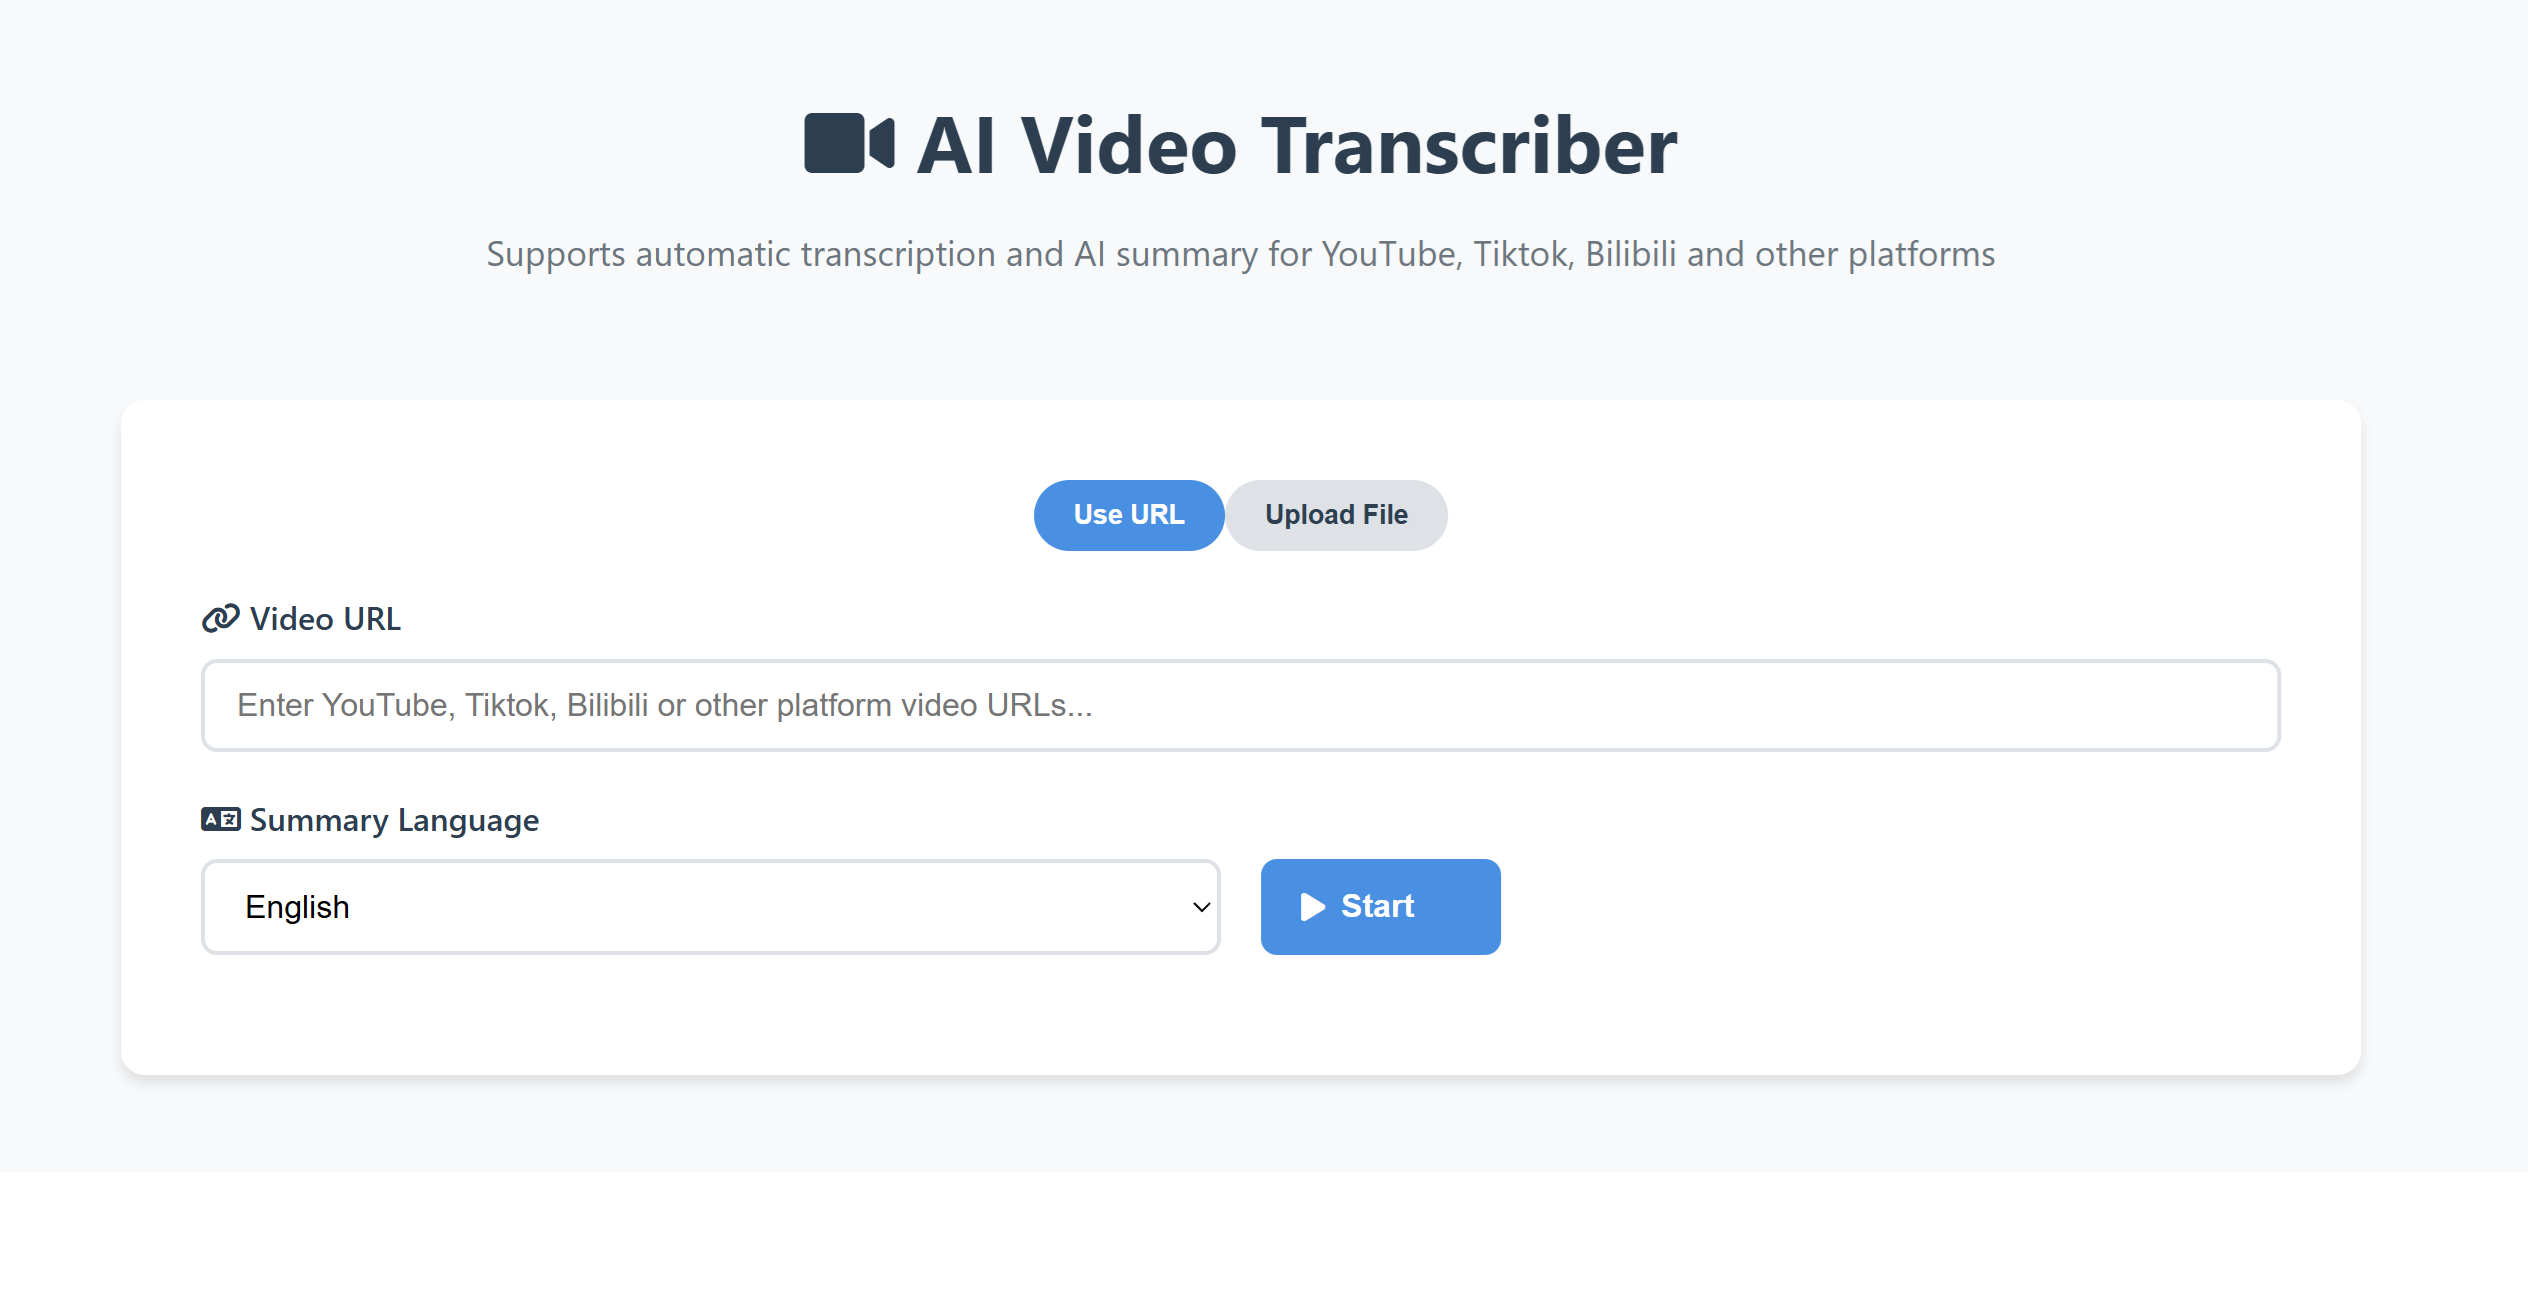 AI Video Transcriber
Supports automatic transcription and AI summary for YouTube, Tiktok, Bilibili and other platforms
Use URL Upload File
Video URL
Enter YouTube, Tiktok, Bilibili or other platform video URLs...
Summary Language
English
Start